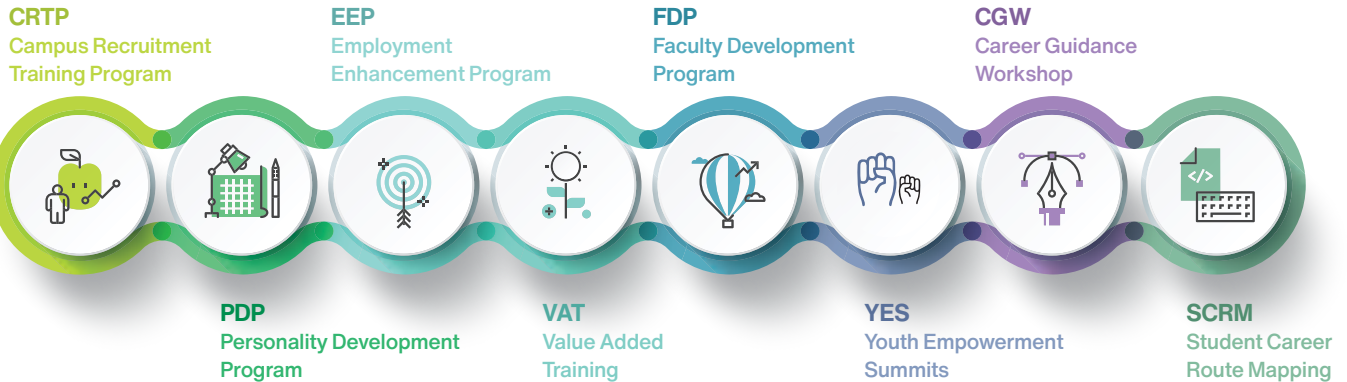 CRTP
Campus Recruitment
Training Program
EEP
Employment
Enhancement Program
FDP
Faculty Development
Program
CGW
Career Guidance
Workshop
</>
PDP
Personality Development
Program
VAT
Value Added
Training
YES
Youth Empowerment
Summits
SCRM
Student Career
Route Mapping